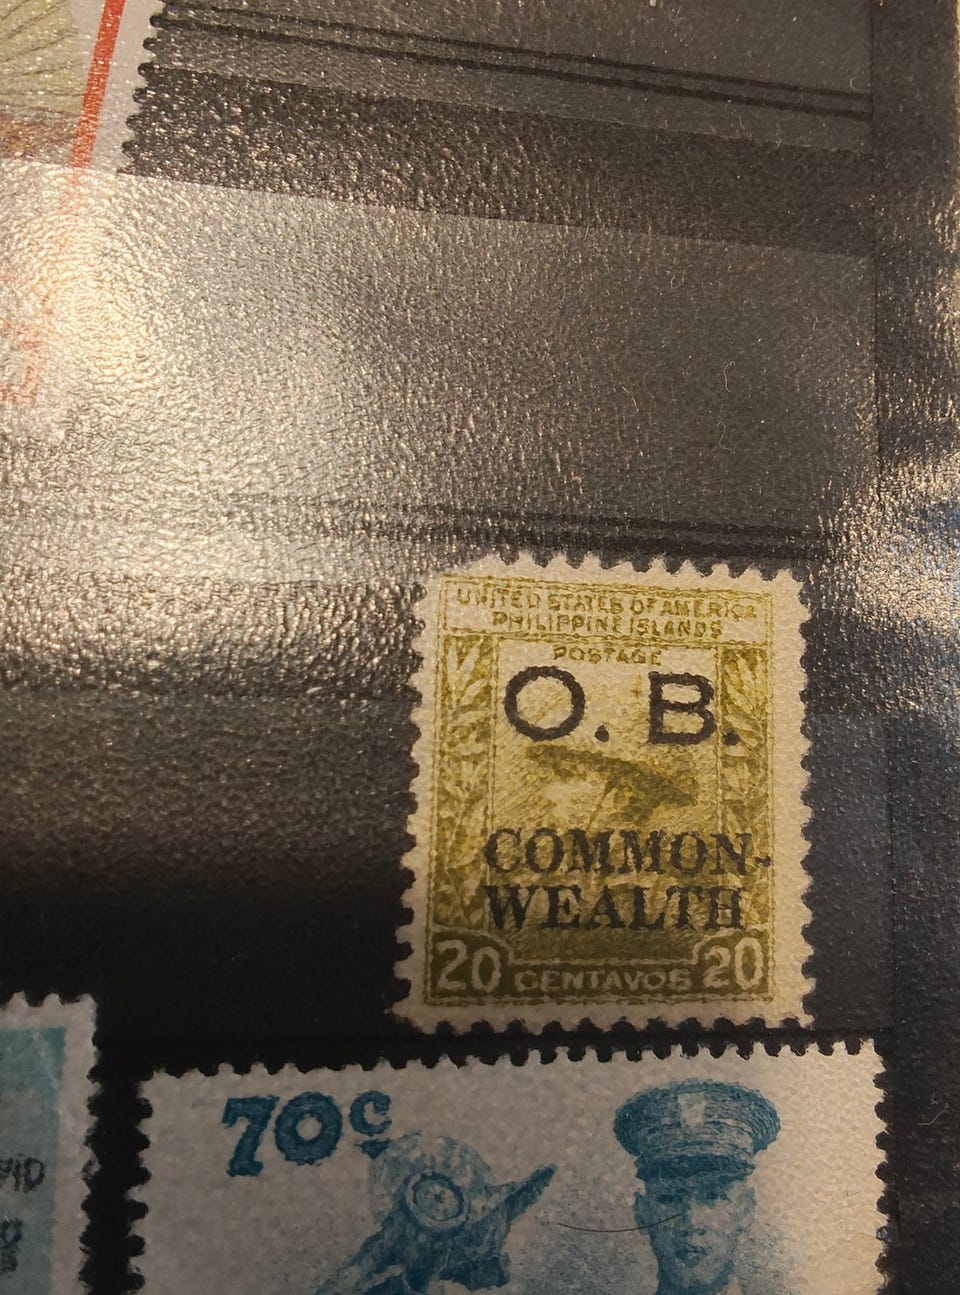 UNITED STATES OF AMERICA
PHILIPPINE ISLANDS
POSTAGE
O. B.
COMMON-
WEALTH
20 CENTAVOS 20
70c